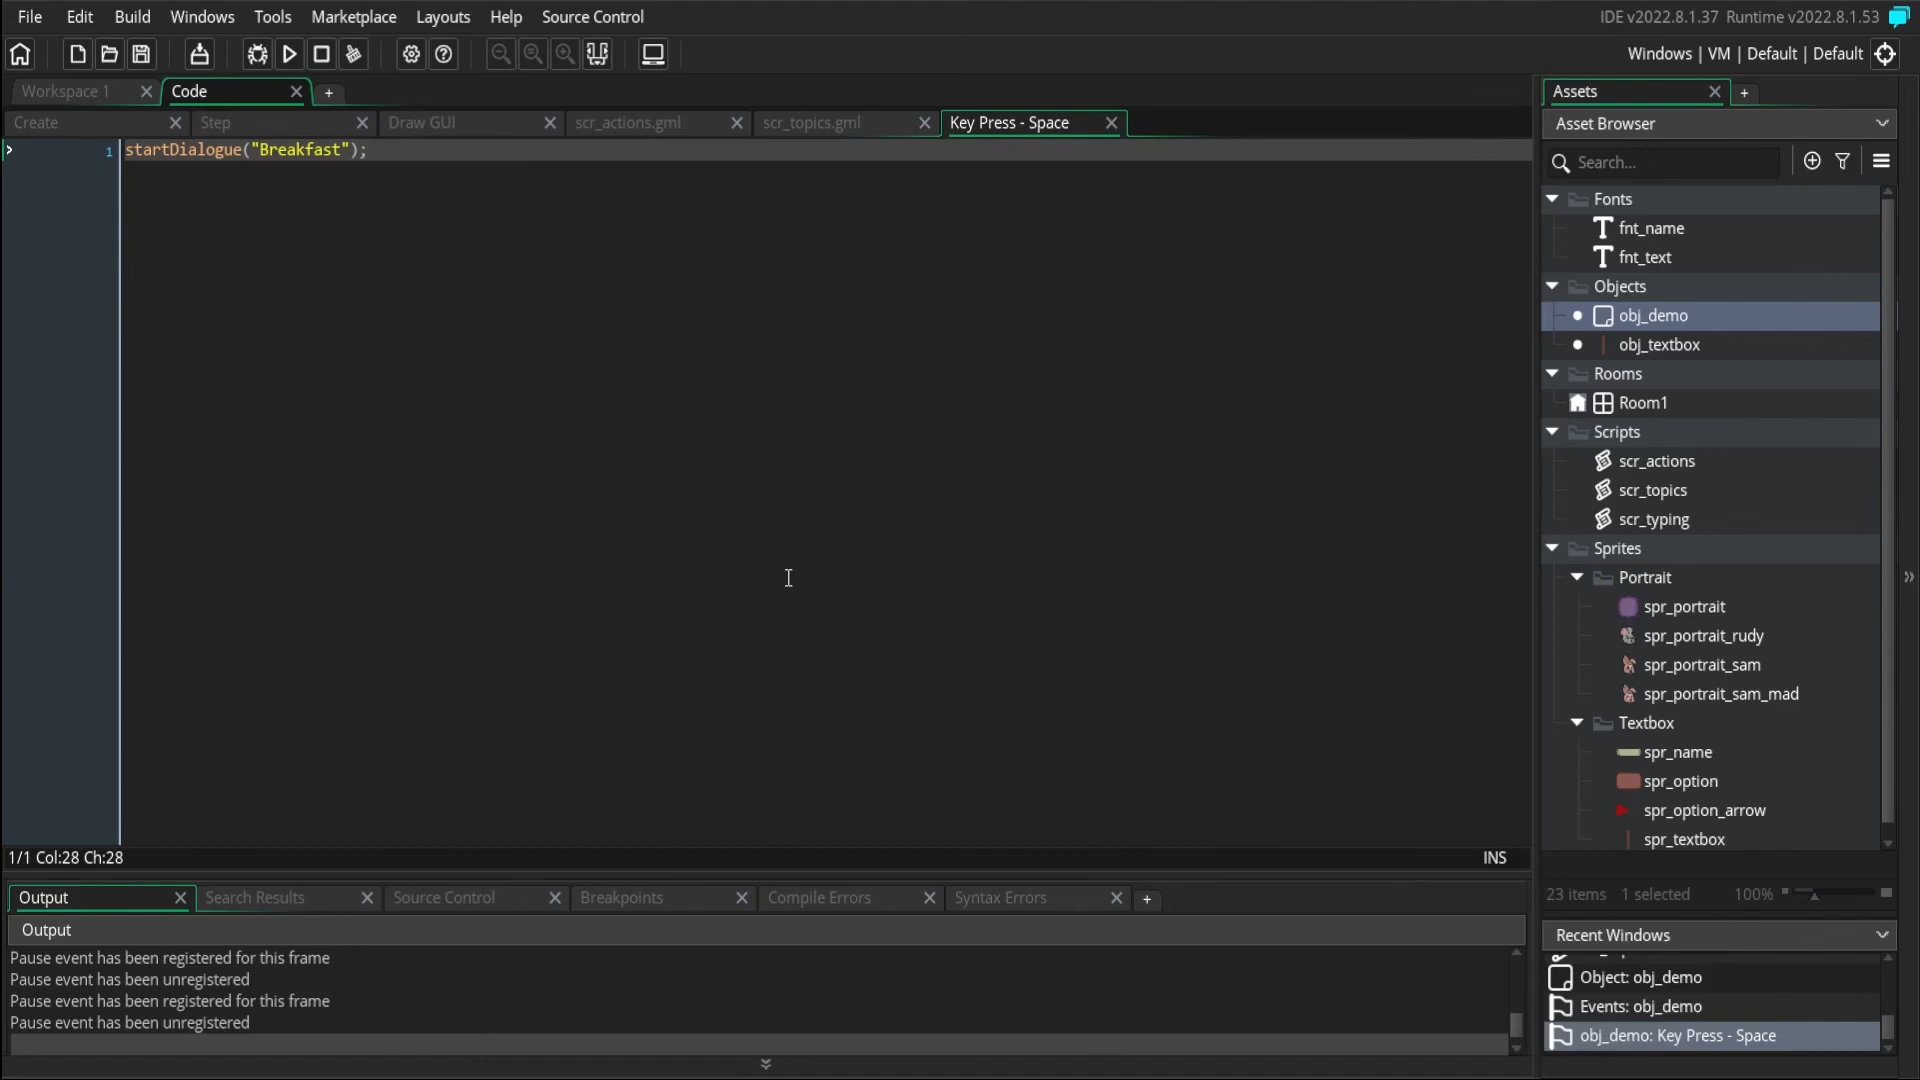 File Edit Build Windows Tools Marketplace Layouts Help Source Control IDE v2022.8.1.37 Runtime v2022.8.1.53
Windows | VM | Default | Default
Workspace 1 Code +
Create Step Draw GUI scr_actions.gml scr_topics.gml Key Press - Space
1 startDialogue("Breakfast");
1/1 Col:28 Ch:28 INS
Output Search Results Source Control Breakpoints Compile Errors Syntax Errors +
Output
Pause event has been registered for this frame
Pause event has been unregistered
Pause event has been registered for this frame
Pause event has been unregistered
Assets +
Asset Browser
Search...
Fonts
fnt_name
fnt_text
Objects
obj_demo
obj_textbox
Rooms
Room1
Scripts
scr_actions
scr_topics
scr_typing
Sprites
Portrait
spr_portrait
spr_portrait_rudy
spr_portrait_sam
spr_portrait_sam_mad
Textbox
spr_name
spr_option
spr_option_arrow
spr_textbox
23 items 1 selected 100%
Recent Windows
Object: obj_demo
Events: obj_demo
obj_demo: Key Press - Space